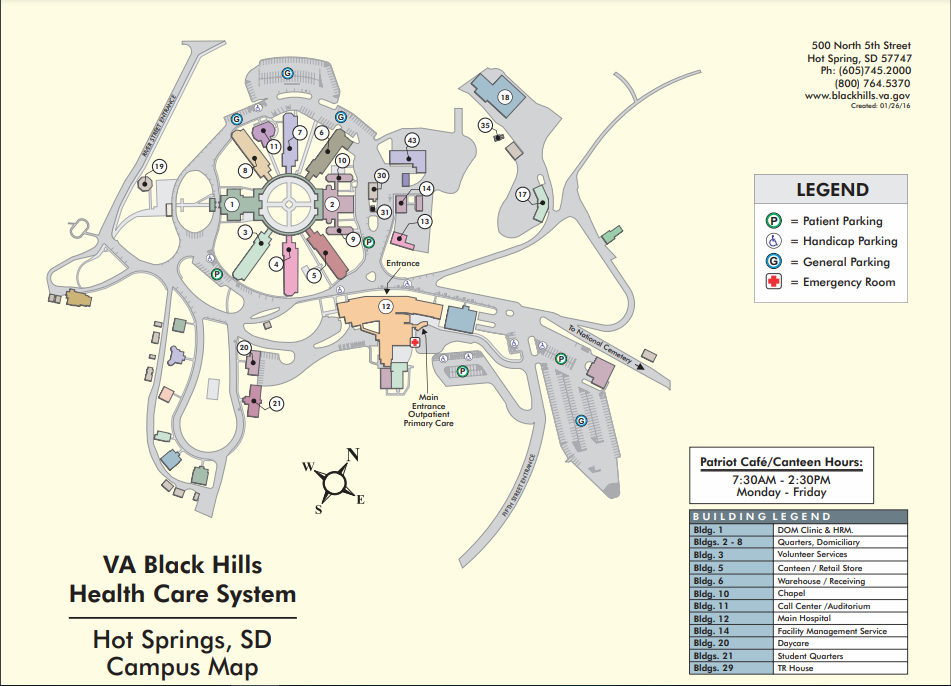 500 North 5th Street
Hot Spring, SD 57747
Ph: (605)745.2000
(800) 764.5370
www.blackhills.va.gov
Created: 01/26/16
RIVER STREET ENTRANCE
G
G
G
18
35
7
6
11
43
8
10
19
30
14
17
1
2
31
13
3
9
P
4
5
P
Entrance
12
To National Cemetery
20
P
P
21
Main
Entrance
Outpatient
Primary Care
G
FIFTH STREET ENTRANCE
N
W
E
S
LEGEND
P = Patient Parking
= Handicap Parking
G = General Parking
= Emergency Room
Patriot Café/Canteen Hours:
7:30AM - 2:30PM
Monday - Friday
BUILDING LEGEND
Bldg. 1 DOM Clinic & HRM.
Bldgs. 2 - 8 Quarters, Domiciliary
Bldg. 3 Volunteer Services
Bldg. 5 Canteen / Retail Store
Bldg. 6 Warehouse / Receiving
Bldg. 10 Chapel
Bldg. 11 Call Center /Auditorium
Bldg. 12 Main Hospital
Bldg. 14 Facility Management Service
Bldg. 20 Daycare
Bldgs. 21 Student Quarters
Bldgs. 29 TR House
VA Black Hills
Health Care System
Hot Springs, SD
Campus Map